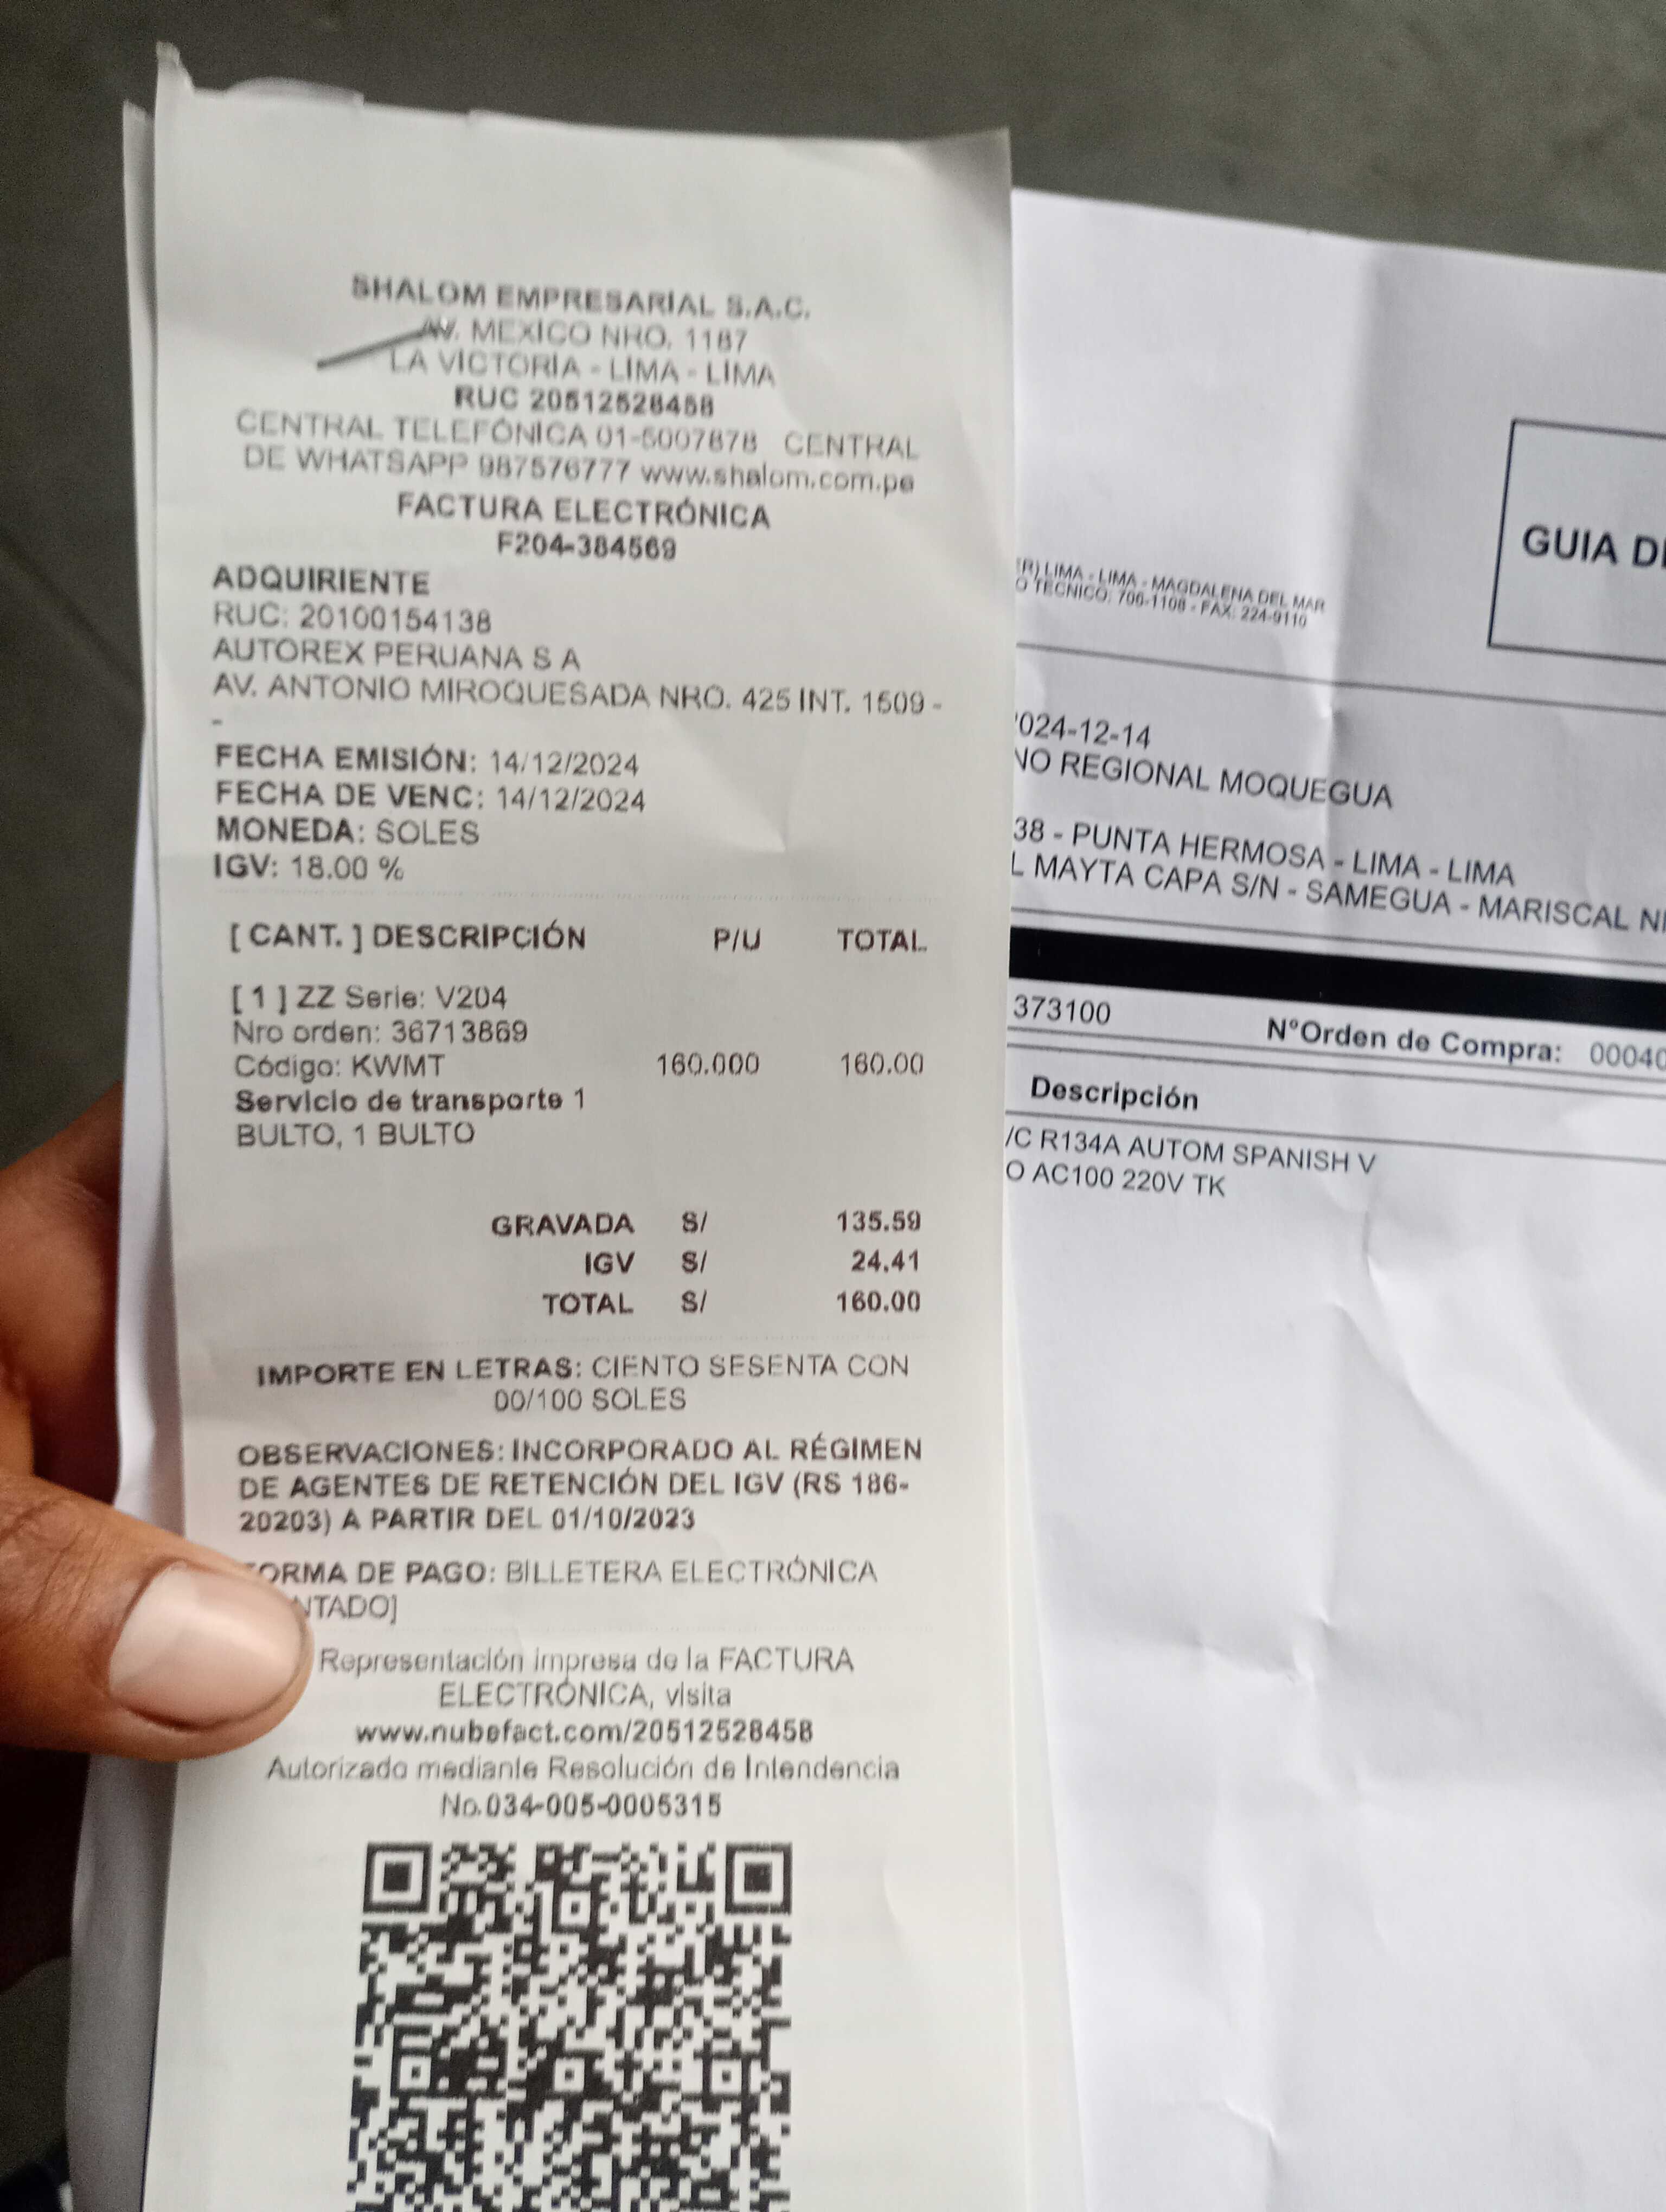 SHALOM EMPRESARIAL S.A.C.
AV. MEXICO NRO. 1187
LA VICTORIA - LIMA - LIMA
RUC 20512528458
CENTRAL TELEFÓNICA 01-5007878 CENTRAL
DE WHATSAPP 987576777 www.shalom.com.pe
FACTURA ELECTRÓNICA
F204-384569
ADQUIRIENTE
RUC: 20100154138
AUTOREX PERUANA S A
AV. ANTONIO MIROQUESADA NRO. 425 INT. 1509 -
-
FECHA EMISIÓN: 14/12/2024
FECHA DE VENC: 14/12/2024
MONEDA: SOLES
IGV: 18.00 %
[ CANT. ] DESCRIPCIÓN P/U TOTAL
[ 1 ] ZZ Serie: V204
Nro orden: 36713869
Código: KWMT 160.000 160.00
Servicio de transporte 1
BULTO, 1 BULTO
GRAVADA S/ 135.59
IGV S/ 24.41
TOTAL S/ 160.00
IMPORTE EN LETRAS: CIENTO SESENTA CON
00/100 SOLES
OBSERVACIONES: INCORPORADO AL RÉGIMEN
DE AGENTES DE RETENCIÓN DEL IGV (RS 186-
20203) A PARTIR DEL 01/10/2023
FORMA DE PAGO: BILLETERA ELECTRÓNICA
NTADO]
Representación impresa de la FACTURA
ELECTRÓNICA, visita
www.nubefact.com/20512528458
Autorizado mediante Resolución de Intendencia
No.034-005-0005315
GUIA DE
ER) LIMA - LIMA - MAGDALENA DEL MAR
O TECNICO: 706-1108 - FAX: 224-9110
024-12-14
NO REGIONAL MOQUEGUA
38 - PUNTA HERMOSA - LIMA - LIMA
L MAYTA CAPA S/N - SAMEGUA - MARISCAL NI
373100 N°Orden de Compra: 00040
Descripción
/C R134A AUTOM SPANISH V
O AC100 220V TK